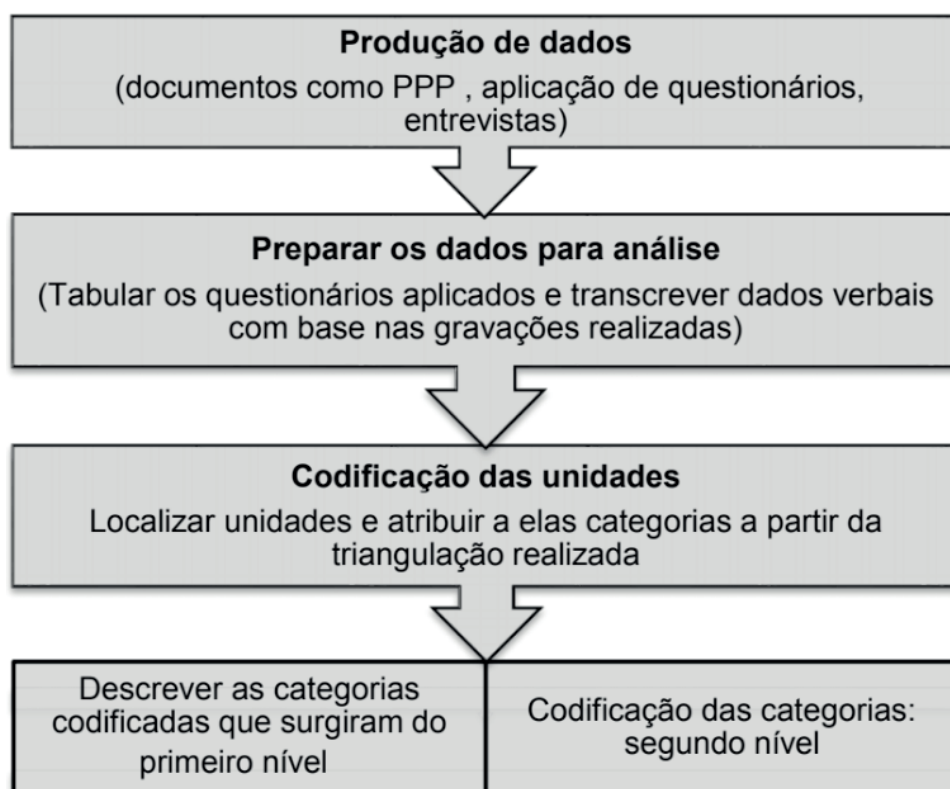 Produção de dados
(documentos como PPP , aplicação de questionários,
entrevistas)
Preparar os dados para análise
(Tabular os questionários aplicados e transcrever dados verbais
com base nas gravações realizadas)
Codificação das unidades
Localizar unidades e atribuir a elas categorias a partir da
triangulação realizada
Descrever as categorias
codificadas que surgiram do
primeiro nível
Codificação das categorias:
segundo nível